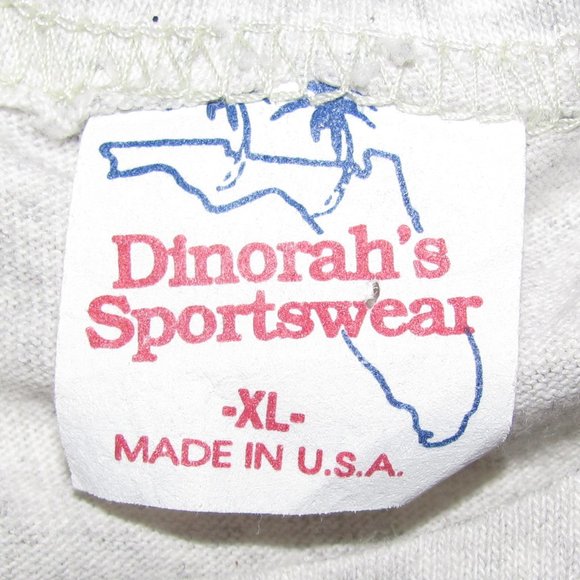 Dinorah's
Sportswear
-XL-
MADE IN U.S.A.